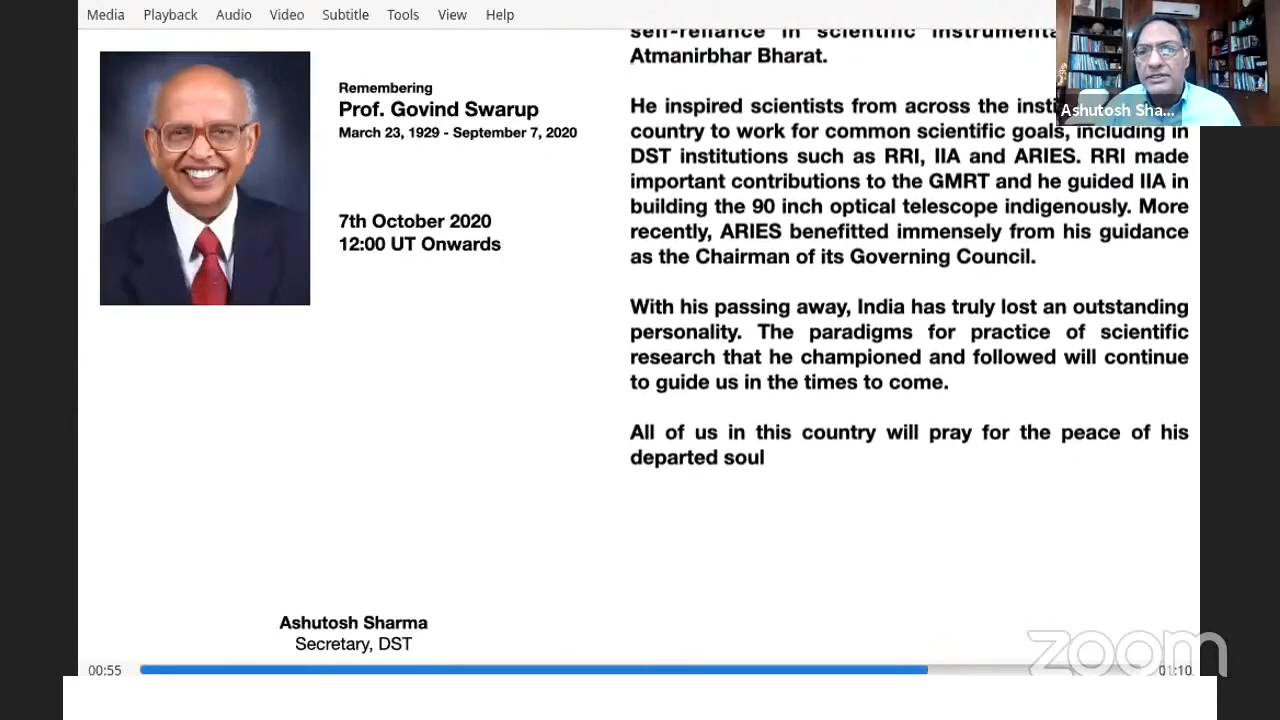 Media Playback Audio Video Subtitle Tools View Help
Remembering
Prof. Govind Swarup
March 23, 1929 - September 7, 2020
7th October 2020
12:00 UT Onwards
self-reliance in scientific
Atmanirbhar Bharat.
He inspired scientists from across the
country to work for common scientific goals, including in
DST institutions such as RRI, IIA and ARIES. RRI made
important contributions to the GMRT and he guided IIA in
building the 90 inch optical telescope indigenously. More
recently, ARIES benefitted immensely from his guidance
as the Chairman of its Governing Council.
With his passing away, India has truly lost an outstanding
personality. The paradigms for practice of scientific
research that he championed and followed will continue
to guide us in the times to come.
All of us in this country will pray for the peace of his
departed soul
Ashutosh Sha...
Ashutosh Sharma
Secretary, DST
zoom
00:55
01:10